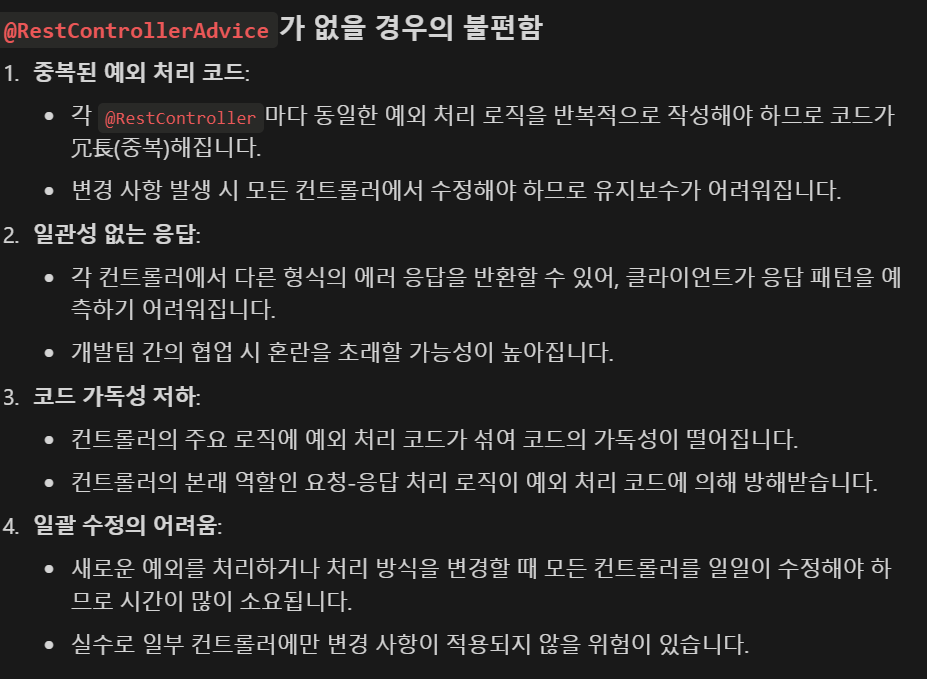 @RestControllerAdvice 가 없을 경우의 불편함
1. 중복된 예외 처리 코드:
• 각 @RestController 마다 동일한 예외 처리 로직을 반복적으로 작성해야 하므로 코드가
冗長(중복)해집니다.
• 변경 사항 발생 시 모든 컨트롤러에서 수정해야 하므로 유지보수가 어려워집니다.
2. 일관성 없는 응답:
• 각 컨트롤러에서 다른 형식의 에러 응답을 반환할 수 있어, 클라이언트가 응답 패턴을 예
측하기 어려워집니다.
• 개발팀 간의 협업 시 혼란을 초래할 가능성이 높아집니다.
3. 코드 가독성 저하:
• 컨트롤러의 주요 로직에 예외 처리 코드가 섞여 코드의 가독성이 떨어집니다.
• 컨트롤러의 본래 역할인 요청-응답 처리 로직이 예외 처리 코드에 의해 방해받습니다.
4. 일괄 수정의 어려움:
• 새로운 예외를 처리하거나 처리 방식을 변경할 때 모든 컨트롤러를 일일이 수정해야 하
므로 시간이 많이 소요됩니다.
• 실수로 일부 컨트롤러에만 변경 사항이 적용되지 않을 위험이 있습니다.